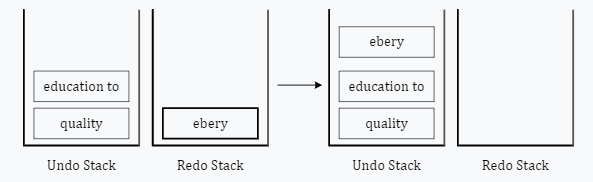 ebery
education to
education to
quality
ebery
quality
Undo Stack
Redo Stack
Undo Stack
Redo Stack